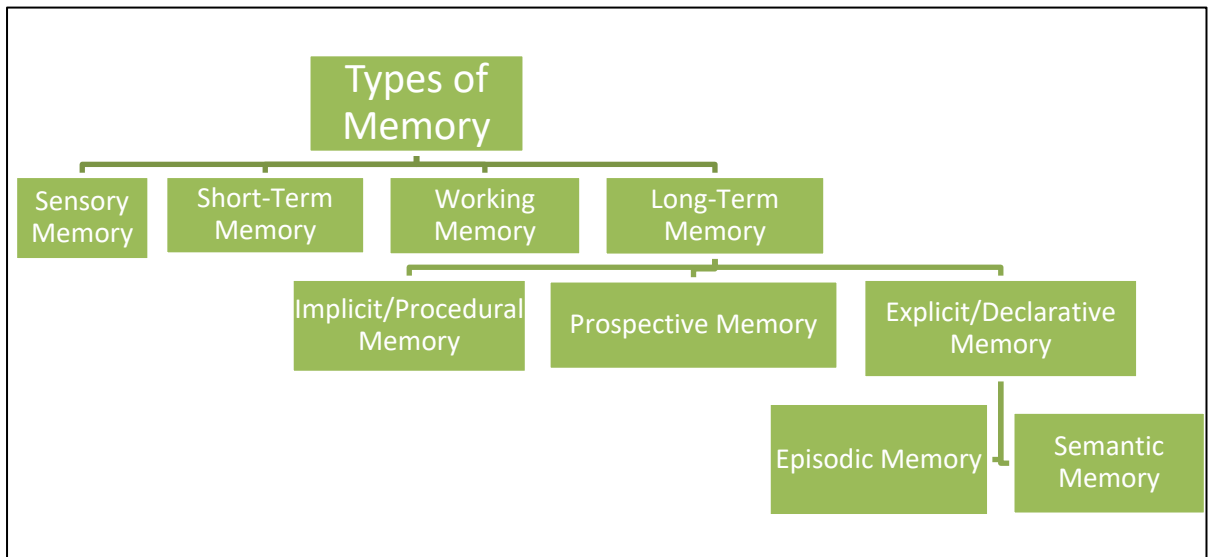 Types of
Memory
Sensory
Memory
Short-Term
Memory
Working
Memory
Long-Term
Memory
Implicit/Procedural
Memory
Prospective Memory
Explicit/Declarative
Memory
Episodic Memory
Semantic
Memory